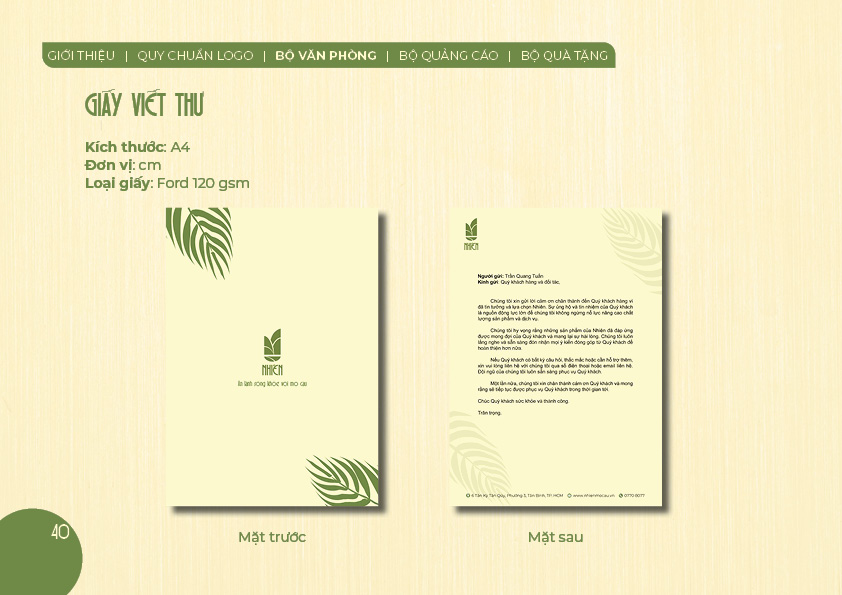 GIỚI THIỆU | QUY CHUẨN LOGO | BỘ VĂN PHÒNG | BỘ QUẢNG CÁO | BỘ QUÀ TẶNG
GIẤY VIẾT THƯ
Kích thước: A4
Đơn vị: cm
Loại giấy: Ford 120 gsm
NHIÊN
Ăn lành sống khỏe với mo cau
NHIÊN
Người gửi: Trần Quang Tuấn
Kính gửi: Quý khách hàng và đối tác,
Chúng tôi xin gửi lời cảm ơn chân thành đến Quý khách hàng vì
đã tin tưởng và lựa chọn Nhiên. Sự ủng hộ và tín nhiệm của Quý khách
là nguồn động lực lớn để chúng tôi không ngừng nỗ lực nâng cao chất
lượng sản phẩm và dịch vụ.
Chúng tôi hy vọng rằng những sản phẩm của Nhiên đã đáp ứng
được mong đợi của Quý khách và mang lại sự hài lòng. Chúng tôi luôn
lắng nghe và sẵn sàng đón nhận mọi ý kiến đóng góp từ Quý khách để
hoàn thiện hơn nữa.
Nếu Quý khách có bất kỳ câu hỏi, thắc mắc hoặc cần hỗ trợ thêm,
xin vui lòng liên hệ với chúng tôi qua số điện thoại hoặc email liên hệ.
Đội ngũ của chúng tôi luôn sẵn sàng phục vụ Quý khách.
Một lần nữa, chúng tôi xin chân thành cảm ơn Quý khách và mong
rằng sẽ tiếp tục được phục vụ Quý khách trong thời gian tới.
Chúc Quý khách sức khỏe và thành công.
Trân trọng.
6 Tân Kỳ Tân Quý, Phường 5, Tân Bình, TP. HCM www.nhienmocau.vn 0770 8077
Mặt trước
Mặt sau
40